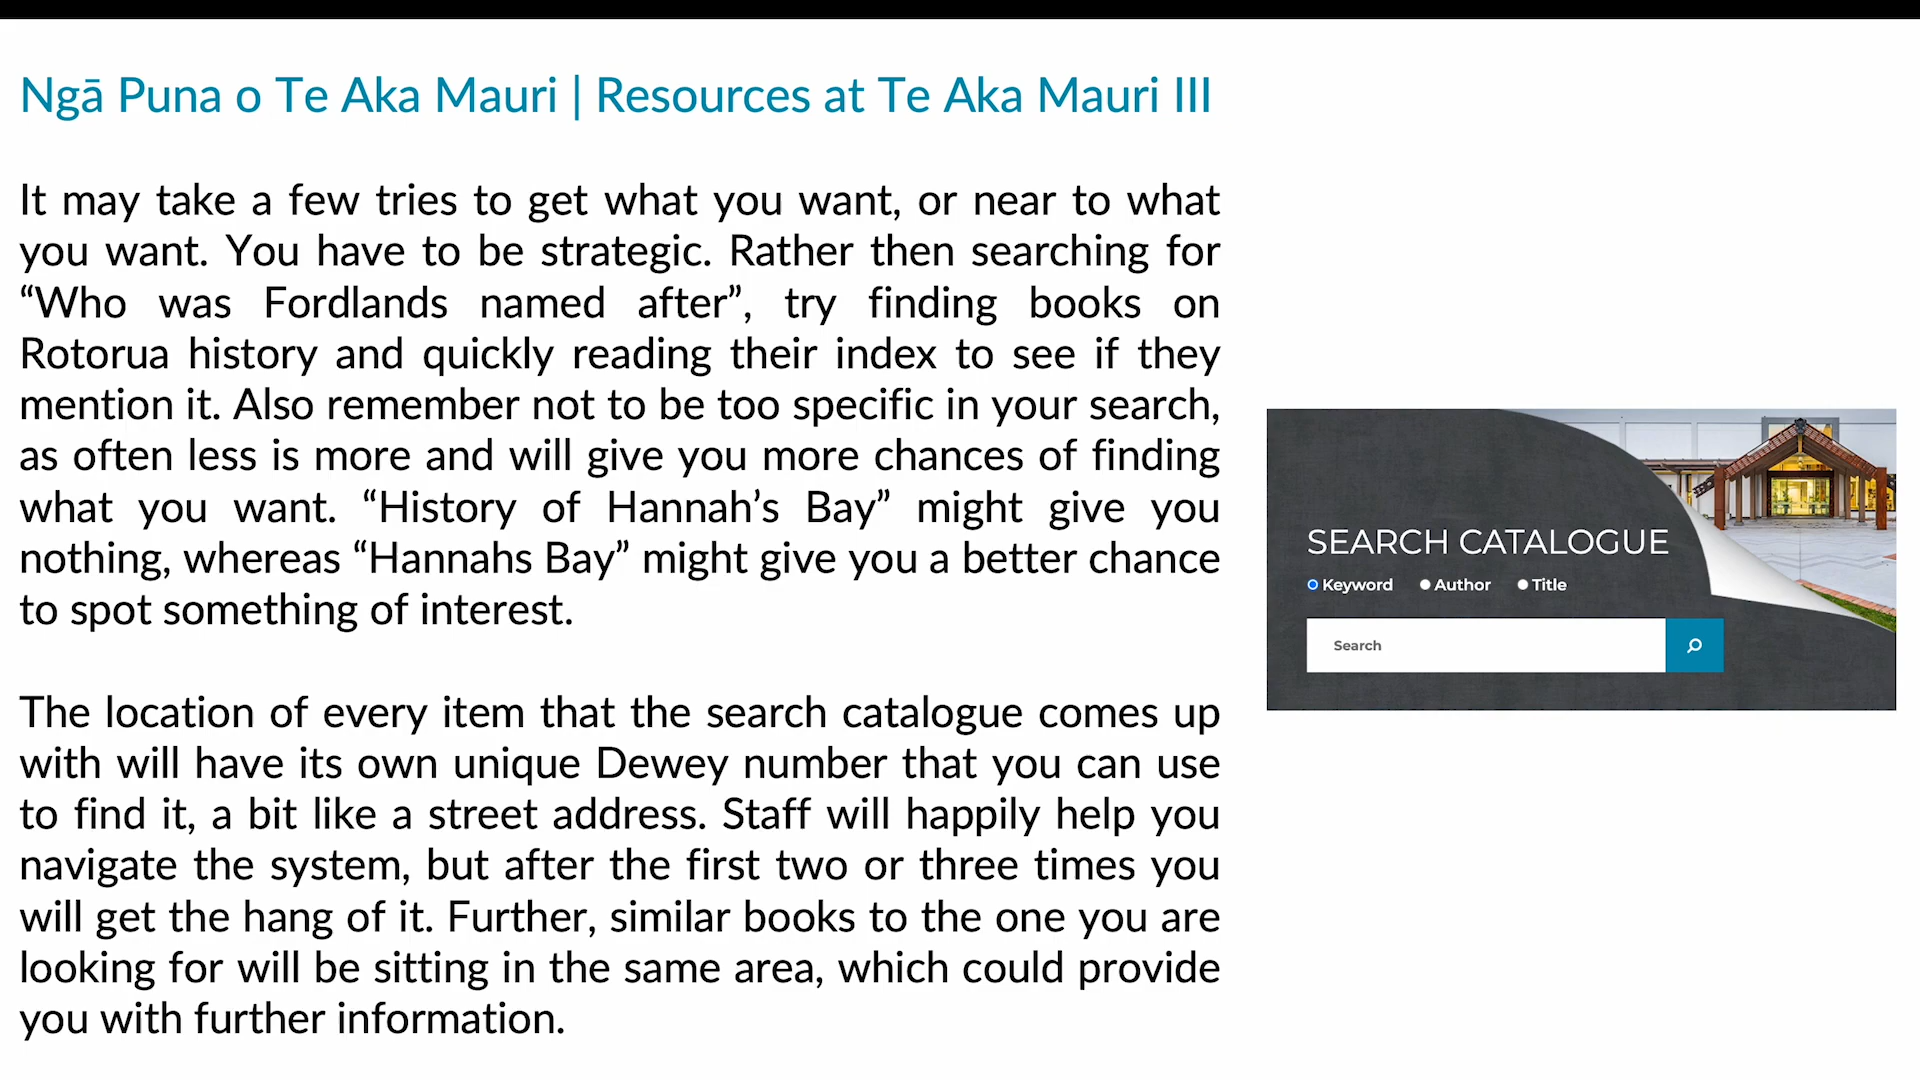 Ngā Puna o Te Aka Mauri | Resources at Te Aka Mauri III
It may take a few tries to get what you want, or near to what
you want. You have to be strategic. Rather then searching for
“Who was Fordlands named after”, try finding books on
Rotorua history and quickly reading their index to see if they
mention it. Also remember not to be too specific in your search,
as often less is more and will give you more chances of finding
what you want. “History of Hannah’s Bay” might give you
nothing, whereas “Hannahs Bay” might give you a better chance
to spot something of interest.
The location of every item that the search catalogue comes up
with will have its own unique Dewey number that you can use
to find it, a bit like a street address. Staff will happily help you
navigate the system, but after the first two or three times you
will get the hang of it. Further, similar books to the one you are
looking for will be sitting in the same area, which could provide
you with further information.
SEARCH CATALOGUE
Keyword Author Title
Search